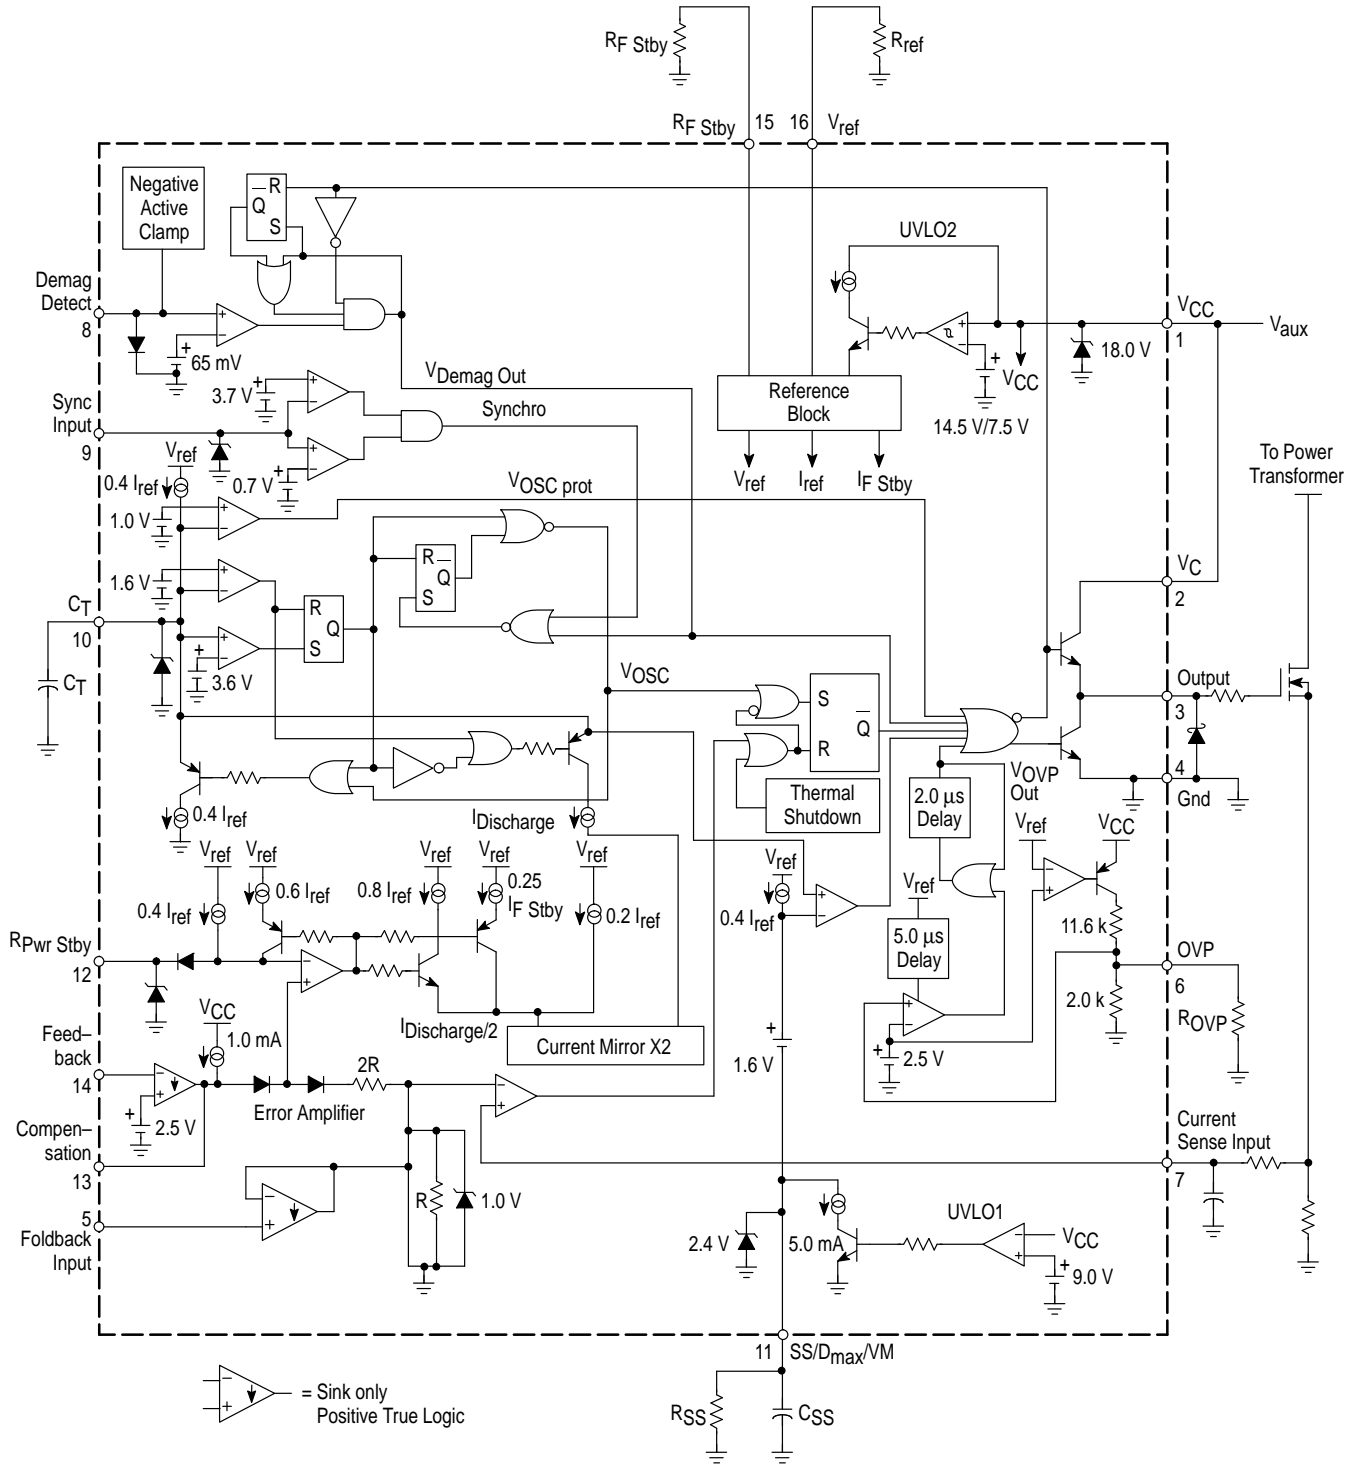 RF Stby
Rref
RF Stby
15
16
Vref
Negative
Active
Clamp
R
Q
S
UVLO2
Demag
Detect
8
+
−
65 mV
+
VCC
1
Vaux
18.0 V
+
−
+
VCC
14.5 V/7.5 V
VDemag Out
3.7 V
+
+
−
Synchro
Reference
Block
Sync
Input
9
Vref
0.4 Iref
0.7 V
+
+
−
Vref
Iref
IF Stby
To Power
Transformer
VOSC prot
1.0 V
+
−
R
Q
S
1.6 V
+
−
VC
2
CT
10
R
Q
S
+
−
+
3.6 V
CT
VOSC
S
Q
R
Output
3
4
Gnd
VOVP
Out
2.0 µs
Delay
Thermal
Shutdown
0.4 Iref
IDischarge
Vref
VCC
Vref
Vref
Vref
Vref
Vref
Vref
0.4 Iref
0.6 Iref
0.8 Iref
0.25
IF Stby
0.2 Iref
0.4 Iref
+
−
−
+
11.6 k
RPwr Stby
12
−
+
5.0 µs
Delay
OVP
6
2.0 k
ROVP
VCC
1.0 mA
IDischarge/2
Current Mirror X2
+
1.6 V
+
−
+
2.5 V
Feed–
back
14
−
+
+
2.5 V
Error Amplifier
2R
−
+
Compen–
sation
13
Current
Sense Input
7
5
Foldback
Input
−
+
R
1.0 V
2.4 V
5.0 mA
UVLO1
−
+
VCC
+
9.0 V
11
SS/Dmax/VM
−
+
= Sink only
Positive True Logic
RSS
CSS